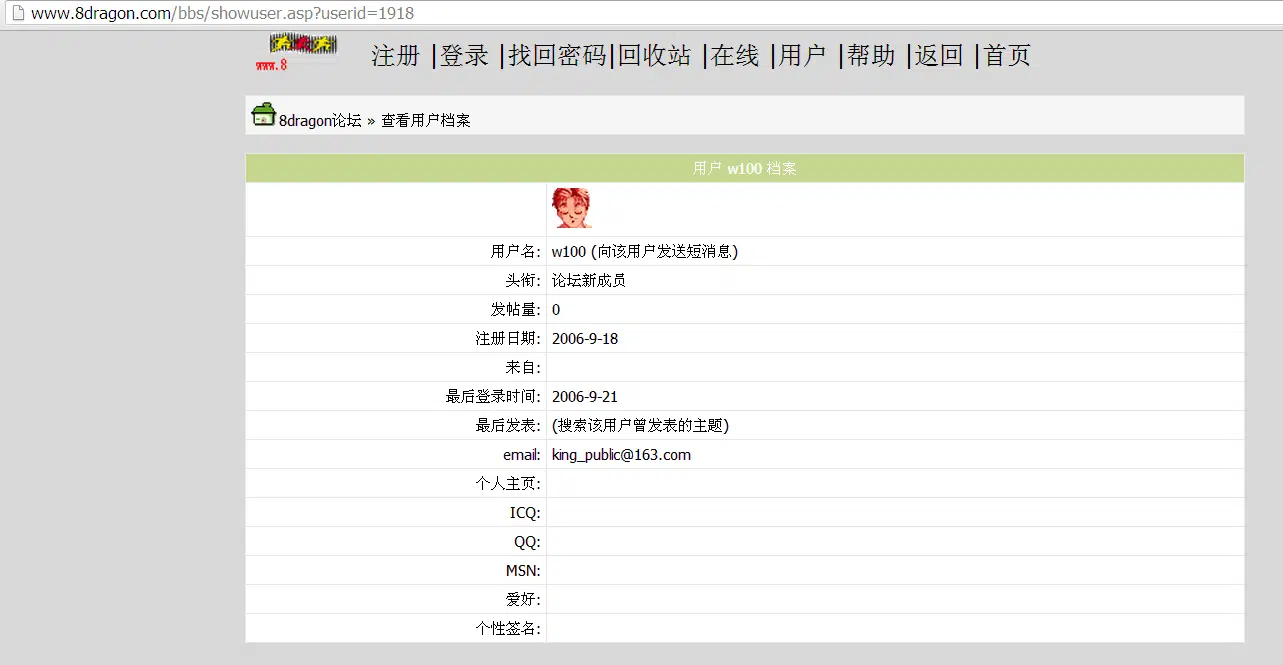 www.8dragon.com/bbs/showuser.asp?userid=1918
www.8
注册 |登录 |找回密码|回收站 |在线 |用户 |帮助 |返回 |首页
8dragon论坛 » 查看用户档案
用户 w100 档案
用户名: w100 (向该用户发送短消息)
头衔: 论坛新成员
发帖量: 0
注册日期: 2006-9-18
来自:
最后登录时间: 2006-9-21
最后发表: (搜索该用户曾发表的主题)
email: king_public@163.com
个人主页:
ICQ:
QQ:
MSN:
爱好:
个性签名: